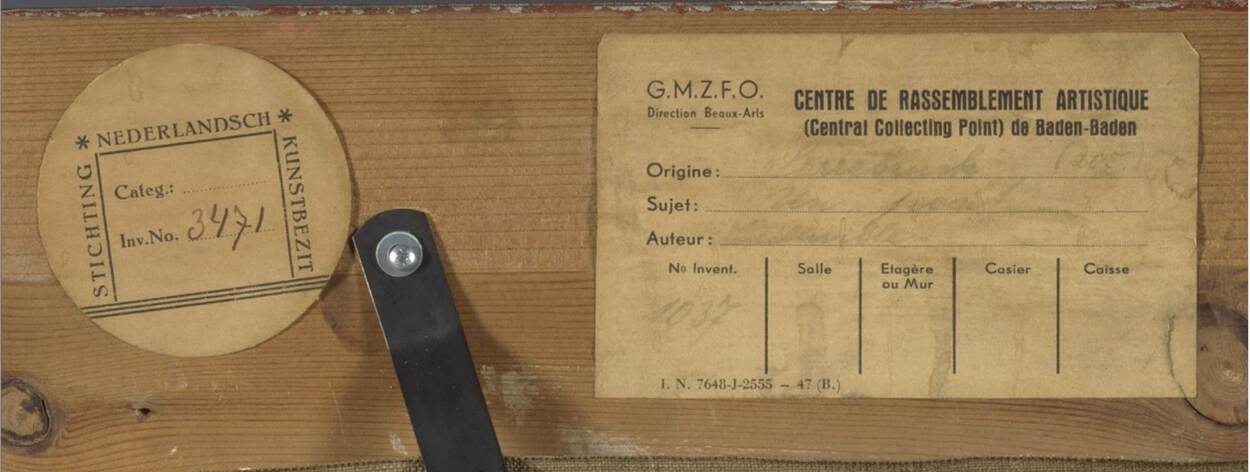 * NEDERLANDSCH *
STICHTING
KUNSTBEZIT
Categ.:
Inv.No. 3471
G.M.Z.F.O.
Direction Beaux-Arts
CENTRE DE RASSEMBLEMENT ARTISTIQUE
(Central Collecting Point) de Baden-Baden
Origine:
Sujet: Un
Auteur:
No Invent. Salle Etagère ou Mur Casier Caisse
1037
I. N. 7648-J-2555 — 47 (B.)